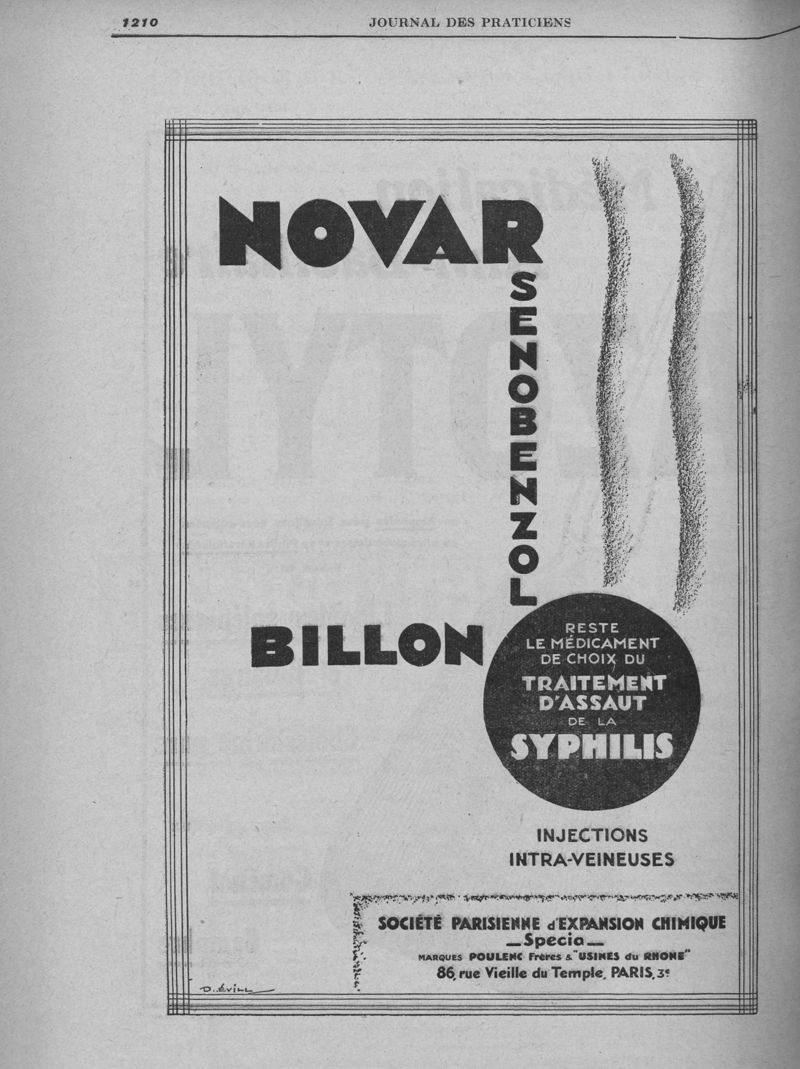 1210
JOURNAL DES PRATICIENS
NOVAR
SENOBENZOL
BILLON
RESTE
LE MÉDICAMENT
DE CHOIX DU
TRAITEMENT
D'ASSAUT
DE LA
SYPHILIS
INJECTIONS
INTRA-VEINEUSES
SOCIÉTÉ PARISIENNE d'EXPANSION CHIMIQUE
—Specia—
MARQUES POULENC Frères & "USINES du RHONE"
86, rue Vieille du Temple, PARIS, 3e
D. ÉVILL